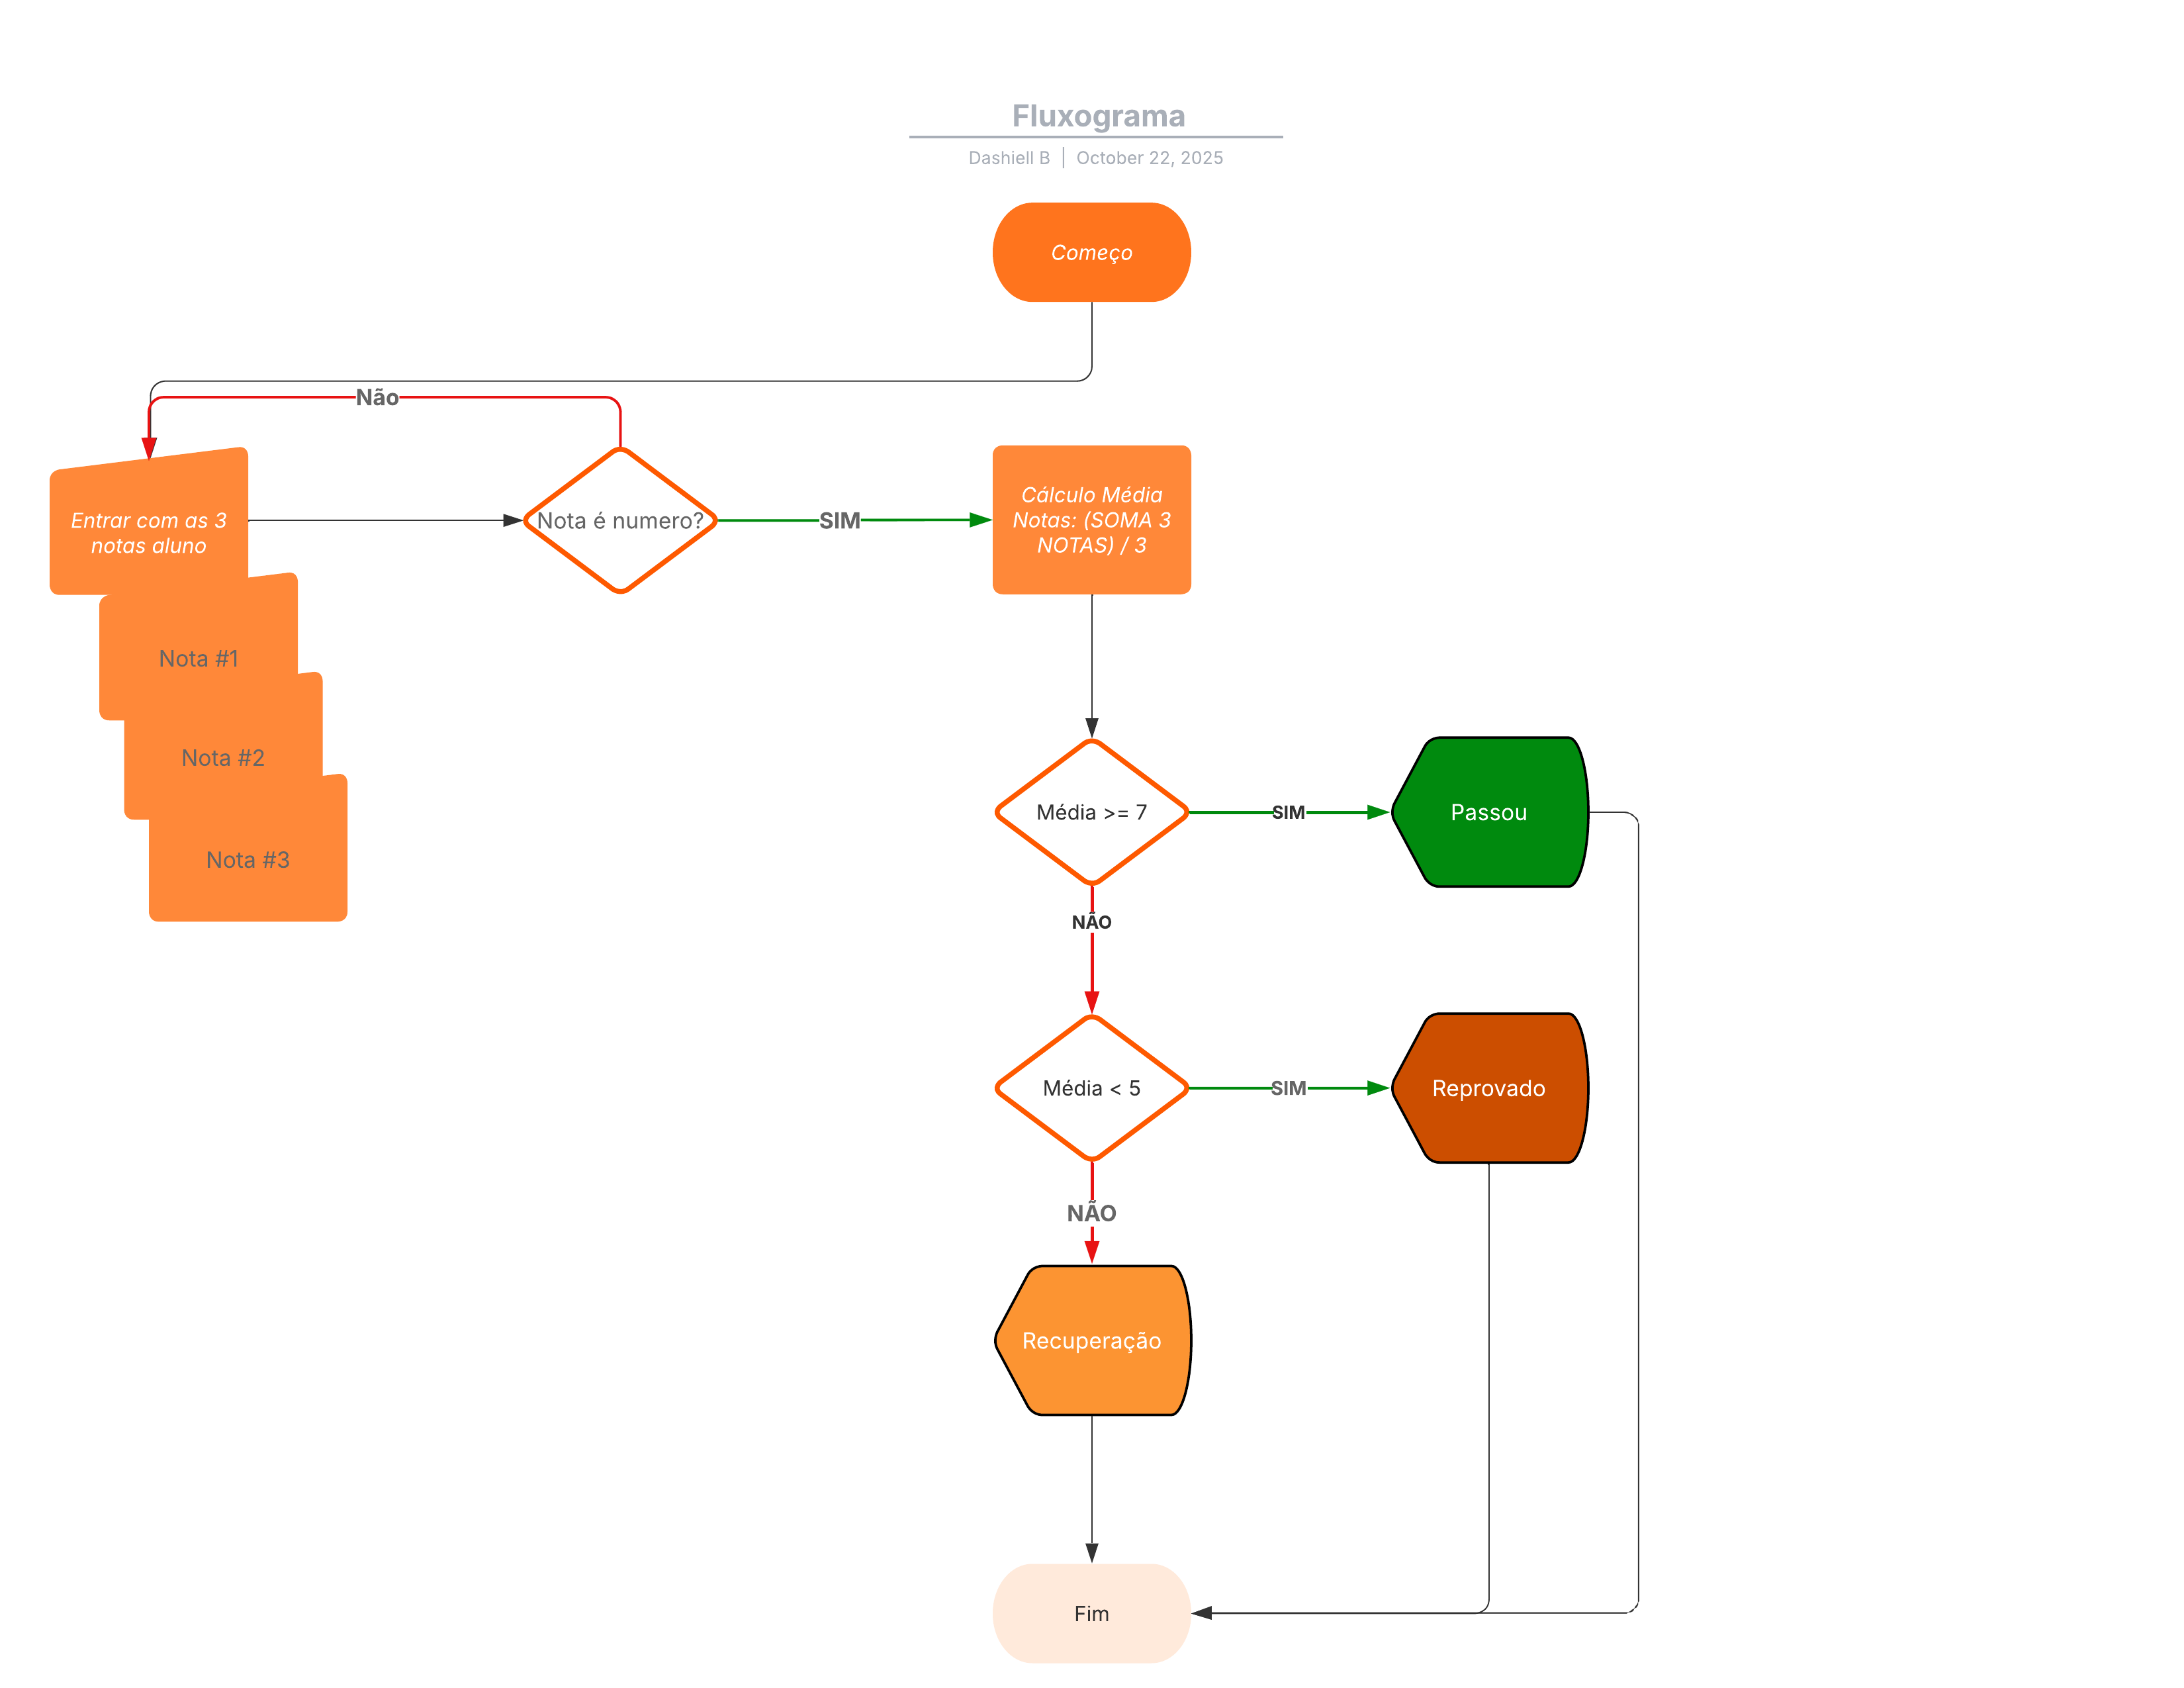 Fluxograma
Dashiell B | October 22, 2025
Começo
Não
Entrar com as 3
notas aluno
Nota é numero?
SIM
Cálculo Média
Notas: (SOMA 3
NOTAS) / 3
Nota #1
Nota #2
Nota #3
Média >= 7
SIM
Passou
NÃO
Média < 5
SIM
Reprovado
NÃO
Recuperação
Fim